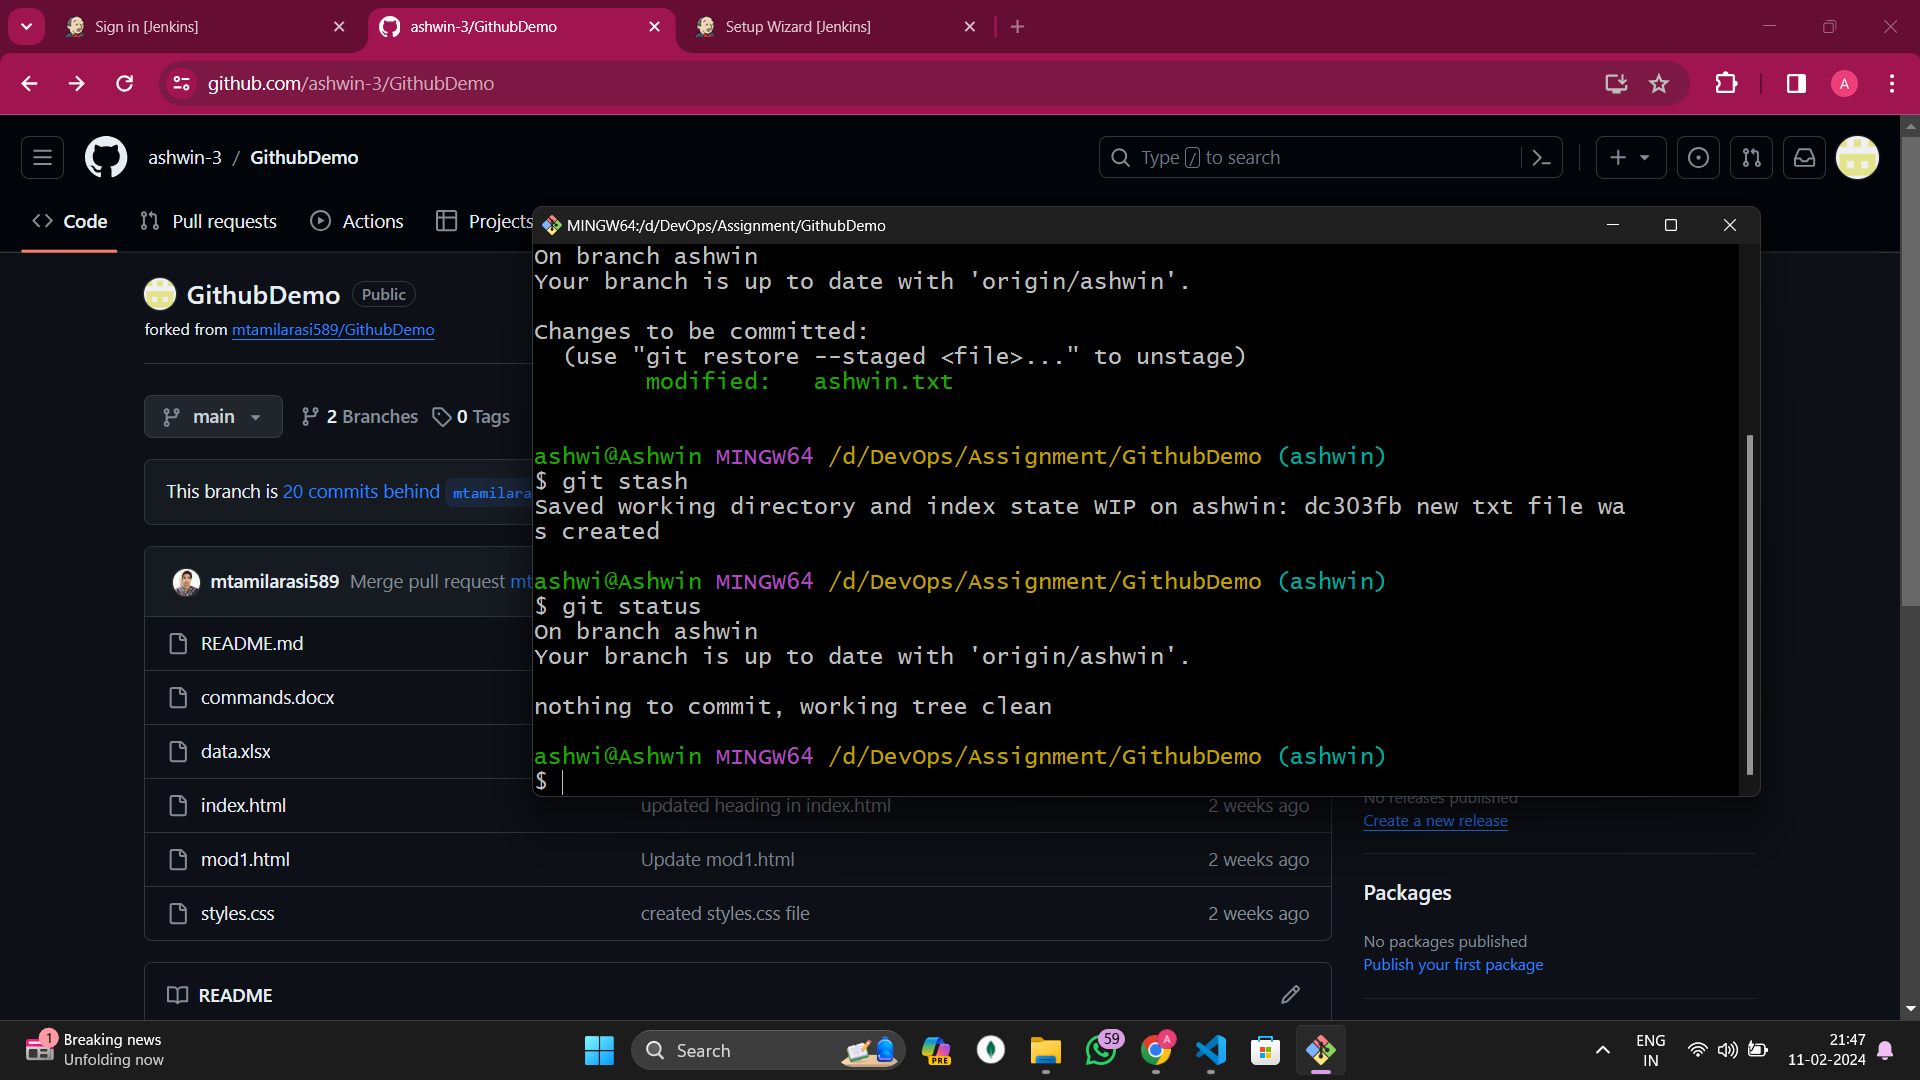 Sign in [Jenkins]
ashwin-3/GithubDemo
Setup Wizard [Jenkins]
github.com/ashwin-3/GithubDemo
A
ashwin-3 / GithubDemo
Type / to search
Code
Pull requests
Actions
Projects
MINGW64:/d/DevOps/Assignment/GithubDemo
On branch ashwin
Your branch is up to date with 'origin/ashwin'.
Changes to be committed:
(use "git restore --staged <file>..." to unstage)
modified:   ashwin.txt
ashwi@Ashwin MINGW64 /d/DevOps/Assignment/GithubDemo (ashwin)
$ git stash
Saved working directory and index state WIP on ashwin: dc303fb new txt file wa
s created
ashwi@Ashwin MINGW64 /d/DevOps/Assignment/GithubDemo (ashwin)
$ git status
On branch ashwin
Your branch is up to date with 'origin/ashwin'.
nothing to commit, working tree clean
ashwi@Ashwin MINGW64 /d/DevOps/Assignment/GithubDemo (ashwin)
$
GithubDemo Public
forked from mtamilarasi589/GithubDemo
main
2 Branches
0 Tags
This branch is 20 commits behind mtamilara
mtamilarasi589 Merge pull request mt
README.md
commands.docx
data.xlsx
index.html updated heading in index.html 2 weeks ago
mod1.html Update mod1.html 2 weeks ago
styles.css created styles.css file 2 weeks ago
README
No releases published
Create a new release
Packages
No packages published
Publish your first package
1
Breaking news
Unfolding now
Search
PRE
59
A
ENG
IN
21:47
11-02-2024